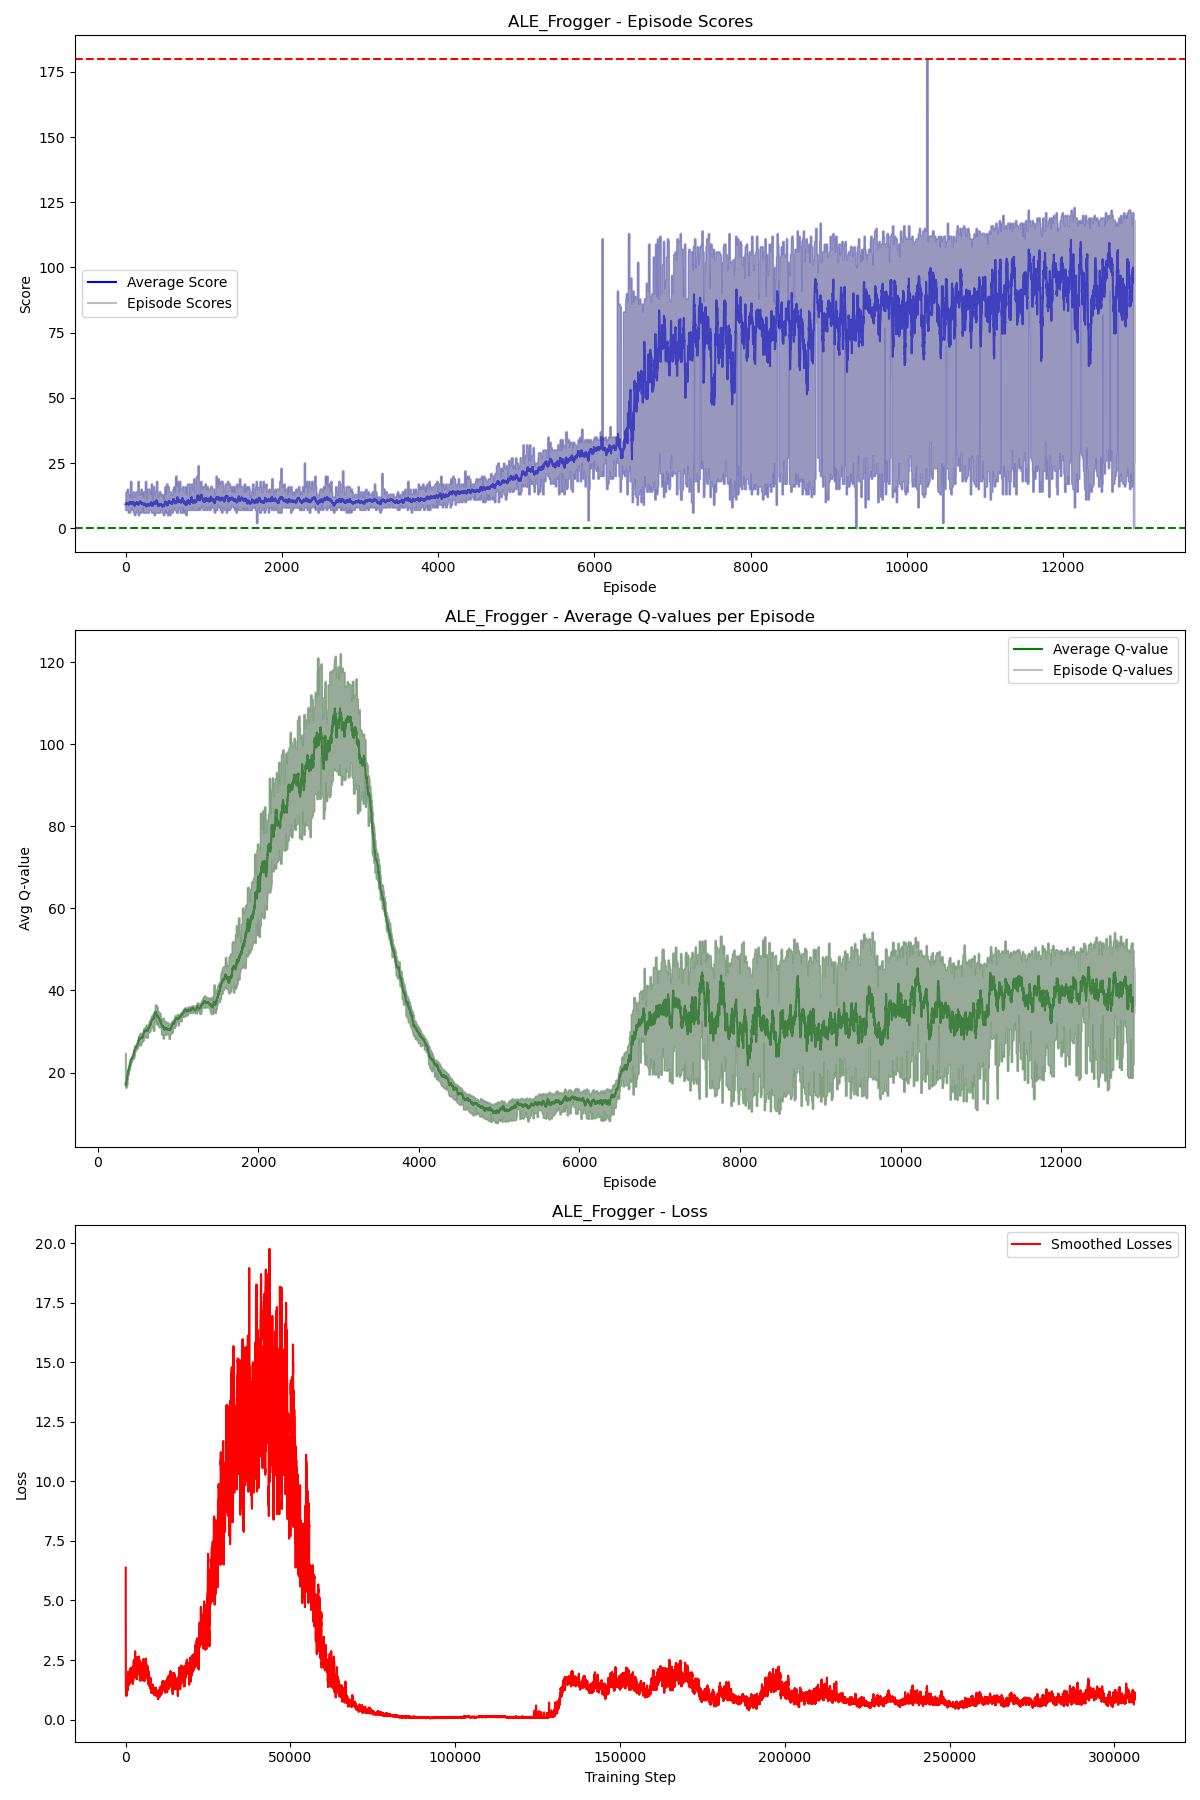 ALE_Frogger - Episode Scores
175
150
125
100
75
50
25
0
Score
Average Score
Episode Scores
0 2000 4000 6000 8000 10000 12000
Episode
ALE_Frogger - Average Q-values per Episode
120
100
80
60
40
20
Avg Q-value
Average Q-value
Episode Q-values
0 2000 4000 6000 8000 10000 12000
Episode
ALE_Frogger - Loss
20.0
17.5
15.0
12.5
10.0
7.5
5.0
2.5
0.0
Loss
Smoothed Losses
0 50000 100000 150000 200000 250000 300000
Training Step